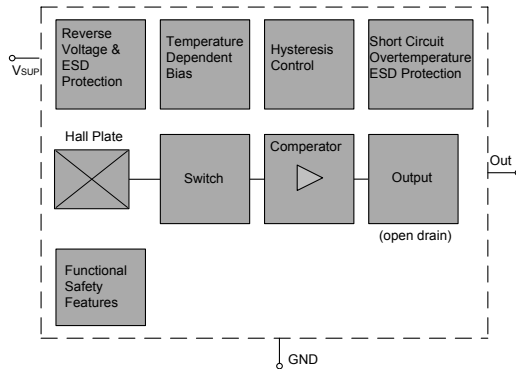 Reverse
Voltage &
ESD
Protection
Temperature
Dependent
Bias
Hysteresis
Control
Short Circuit
Overtemperature
ESD Protection
VSUP
Hall Plate
Switch
Comperator
Output
(open drain)
Out
Functional
Safety
Features
GND